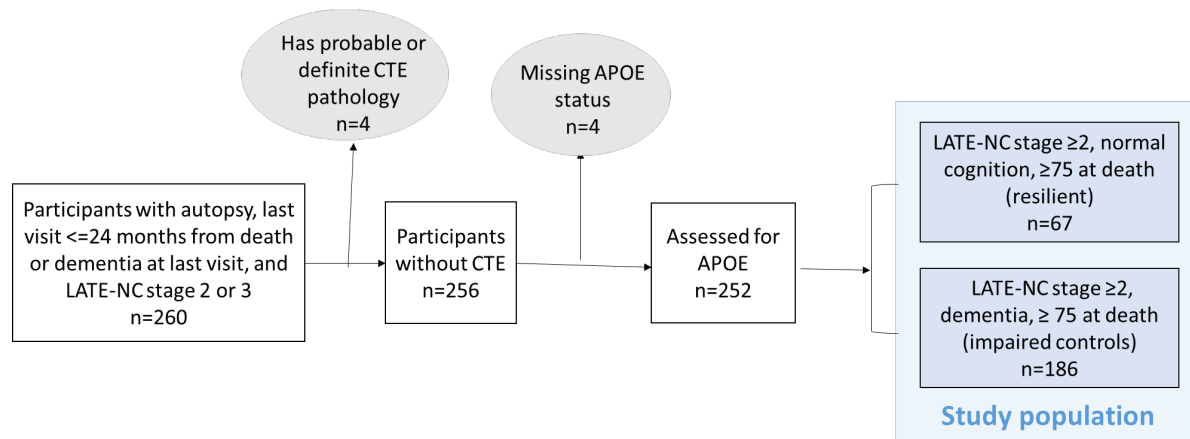 Has probable or
definite CTE
pathology
n=4
Missing APOE
status
n=4
Participants with autopsy, last
visit <=24 months from death
or dementia at last visit, and
LATE-NC stage 2 or 3
n=260
Participants
without CTE
n=256
Assessed for
APOE
n=252
LATE-NC stage ≥2, normal
cognition, ≥75 at death
(resilient)
n=67
LATE-NC stage ≥2,
dementia, ≥ 75 at death
(impaired controls)
n=186
Study population